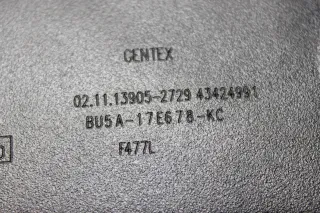 GENTEX
02.11.13905-2729 43424991
BU5A-17E678-KC
F477L